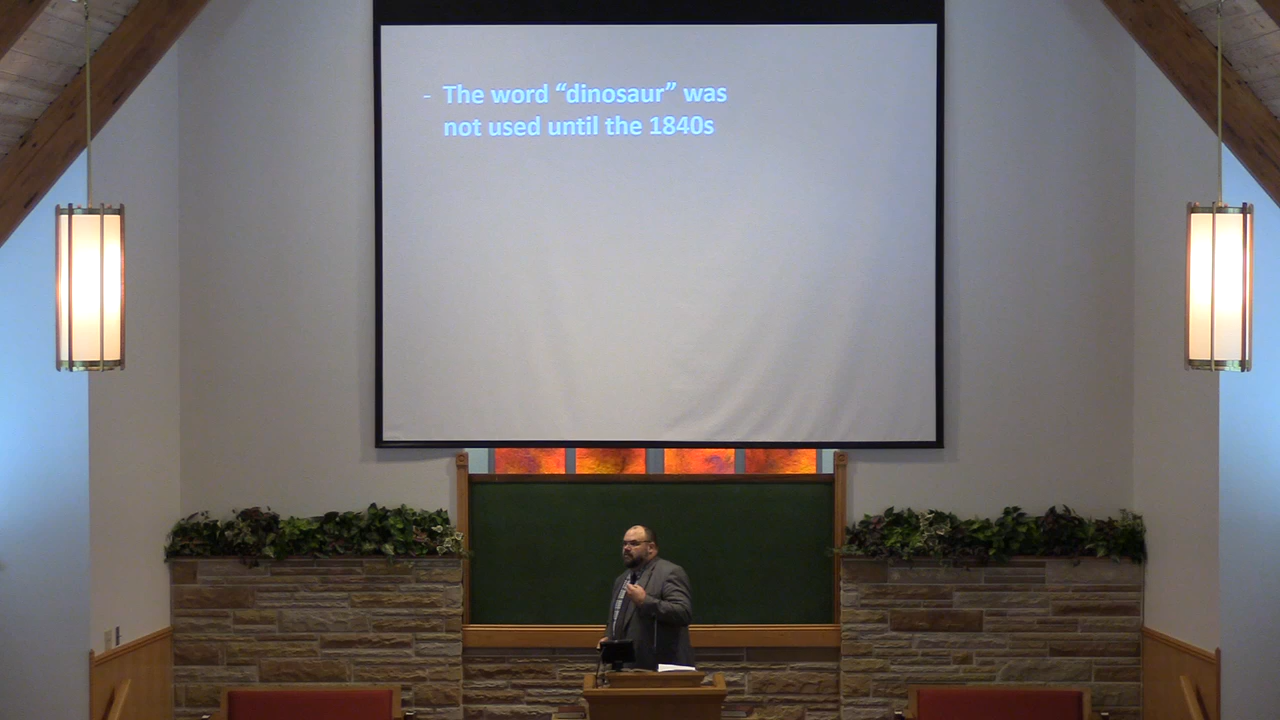 - The word “dinosaur” was
not used until the 1840s